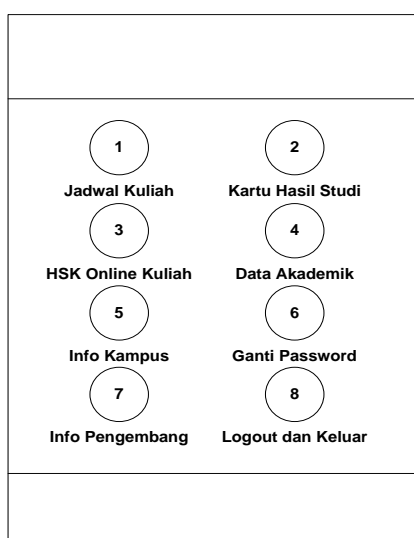 1 2
Jadwal Kuliah Kartu Hasil Studi
3 4
HSK Online Kuliah Data Akademik
5 6
Info Kampus Ganti Password
7 8
Info Pengembang Logout dan Keluar